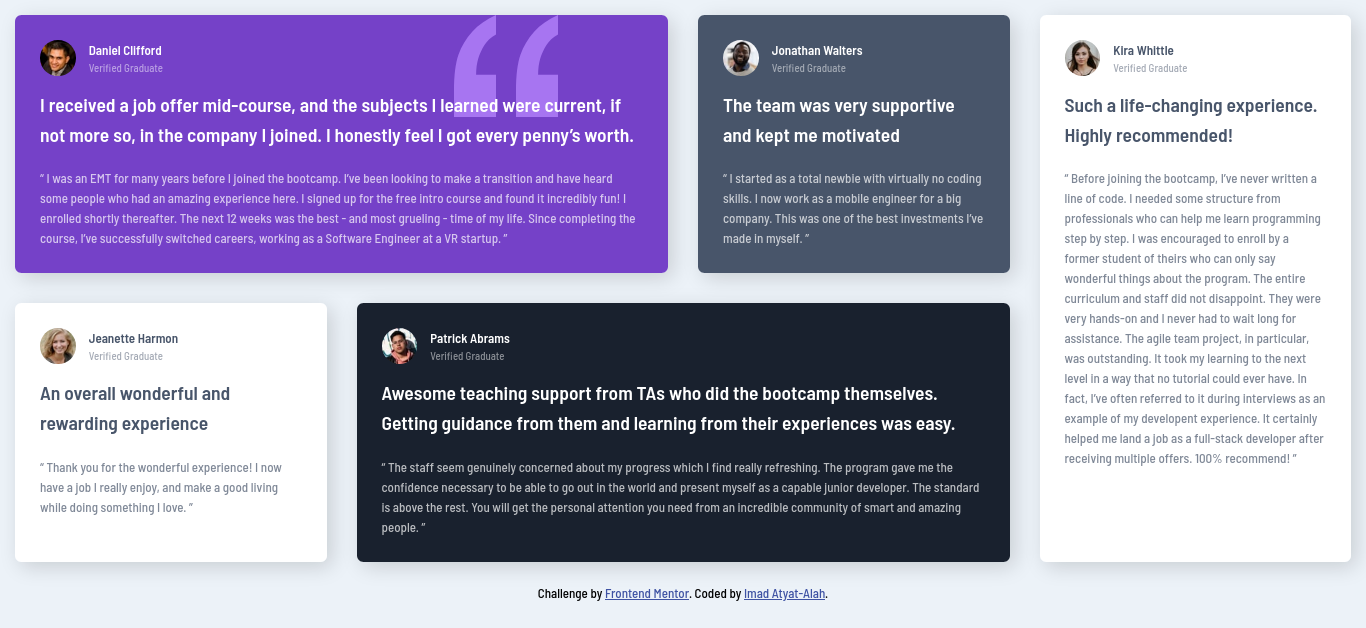 Daniel Clifford
Verified Graduate
I received a job offer mid-course, and the subjects I learned were current, if
not more so, in the company I joined. I honestly feel I got every penny’s worth.
“ I was an EMT for many years before I joined the bootcamp. I’ve been looking to make a transition and have heard
some people who had an amazing experience here. I signed up for the free intro course and found it incredibly fun! I
enrolled shortly thereafter. The next 12 weeks was the best - and most grueling - time of my life. Since completing the
course, I’ve successfully switched careers, working as a Software Engineer at a VR startup. ”
Jonathan Walters
Verified Graduate
The team was very supportive
and kept me motivated
“ I started as a total newbie with virtually no coding
skills. I now work as a mobile engineer for a big
company. This was one of the best investments I’ve
made in myself. ”
Kira Whittle
Verified Graduate
Such a life-changing experience.
Highly recommended!
“ Before joining the bootcamp, I’ve never written a
line of code. I needed some structure from
professionals who can help me learn programming
step by step. I was encouraged to enroll by a
former student of theirs who can only say
wonderful things about the program. The entire
curriculum and staff did not disappoint. They were
very hands-on and I never had to wait long for
assistance. The agile team project, in particular,
was outstanding. It took my learning to the next
level in a way that no tutorial could ever have. In
fact, I’ve often referred to it during interviews as an
example of my developent experience. It certainly
helped me land a job as a full-stack developer after
receiving multiple offers. 100% recommend! ”
Jeanette Harmon
Verified Graduate
An overall wonderful and
rewarding experience
“ Thank you for the wonderful experience! I now
have a job I really enjoy, and make a good living
while doing something I love. ”
Patrick Abrams
Verified Graduate
Awesome teaching support from TAs who did the bootcamp themselves.
Getting guidance from them and learning from their experiences was easy.
“ The staff seem genuinely concerned about my progress which I find really refreshing. The program gave me the
confidence necessary to be able to go out in the world and present myself as a capable junior developer. The standard
is above the rest. You will get the personal attention you need from an incredible community of smart and amazing
people. ”
Challenge by Frontend Mentor. Coded by Imad Atyat-Alah.